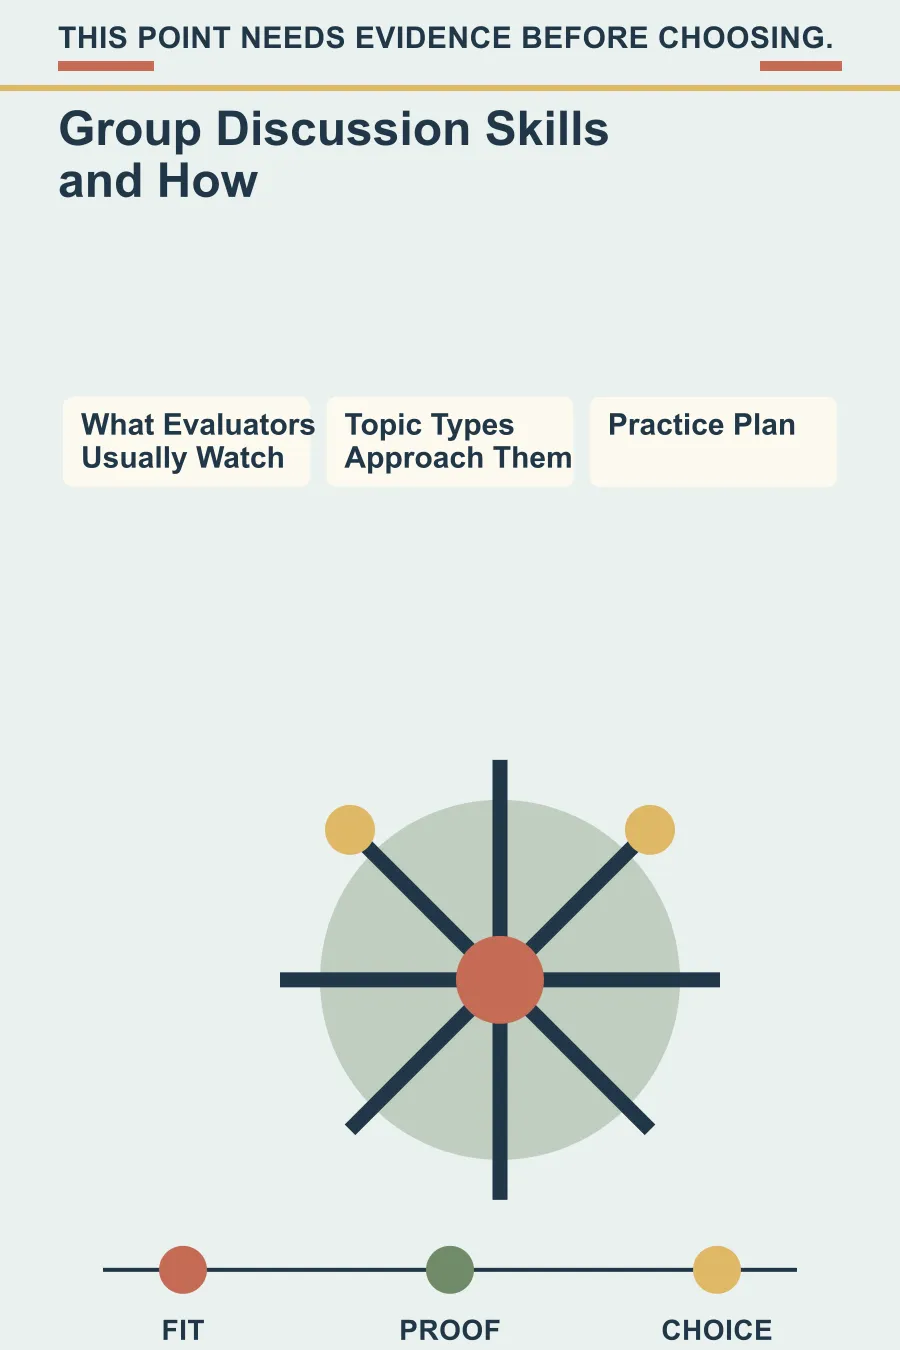 THIS POINT NEEDS EVIDENCE BEFORE CHOOSING.
Group Discussion Skills
and How
What Evaluators
Usually Watch
Topic Types
Approach Them
Practice Plan
FIT
PROOF
CHOICE